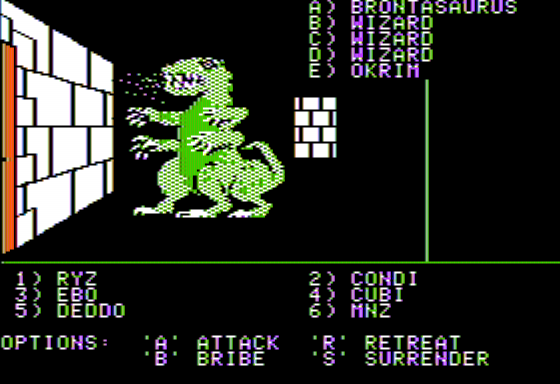 A) BRONTASAURUS
B) WIZARD
C) WIZARD
D) WIZARD
E) OKRIM
1) RYZ 2) CONDI
3) EBO 4) CUBI
5) DEDDO 6) MNZ
OPTIONS: 'A' ATTACK 'R' RETREAT
'B' BRIBE 'S' SURRENDER